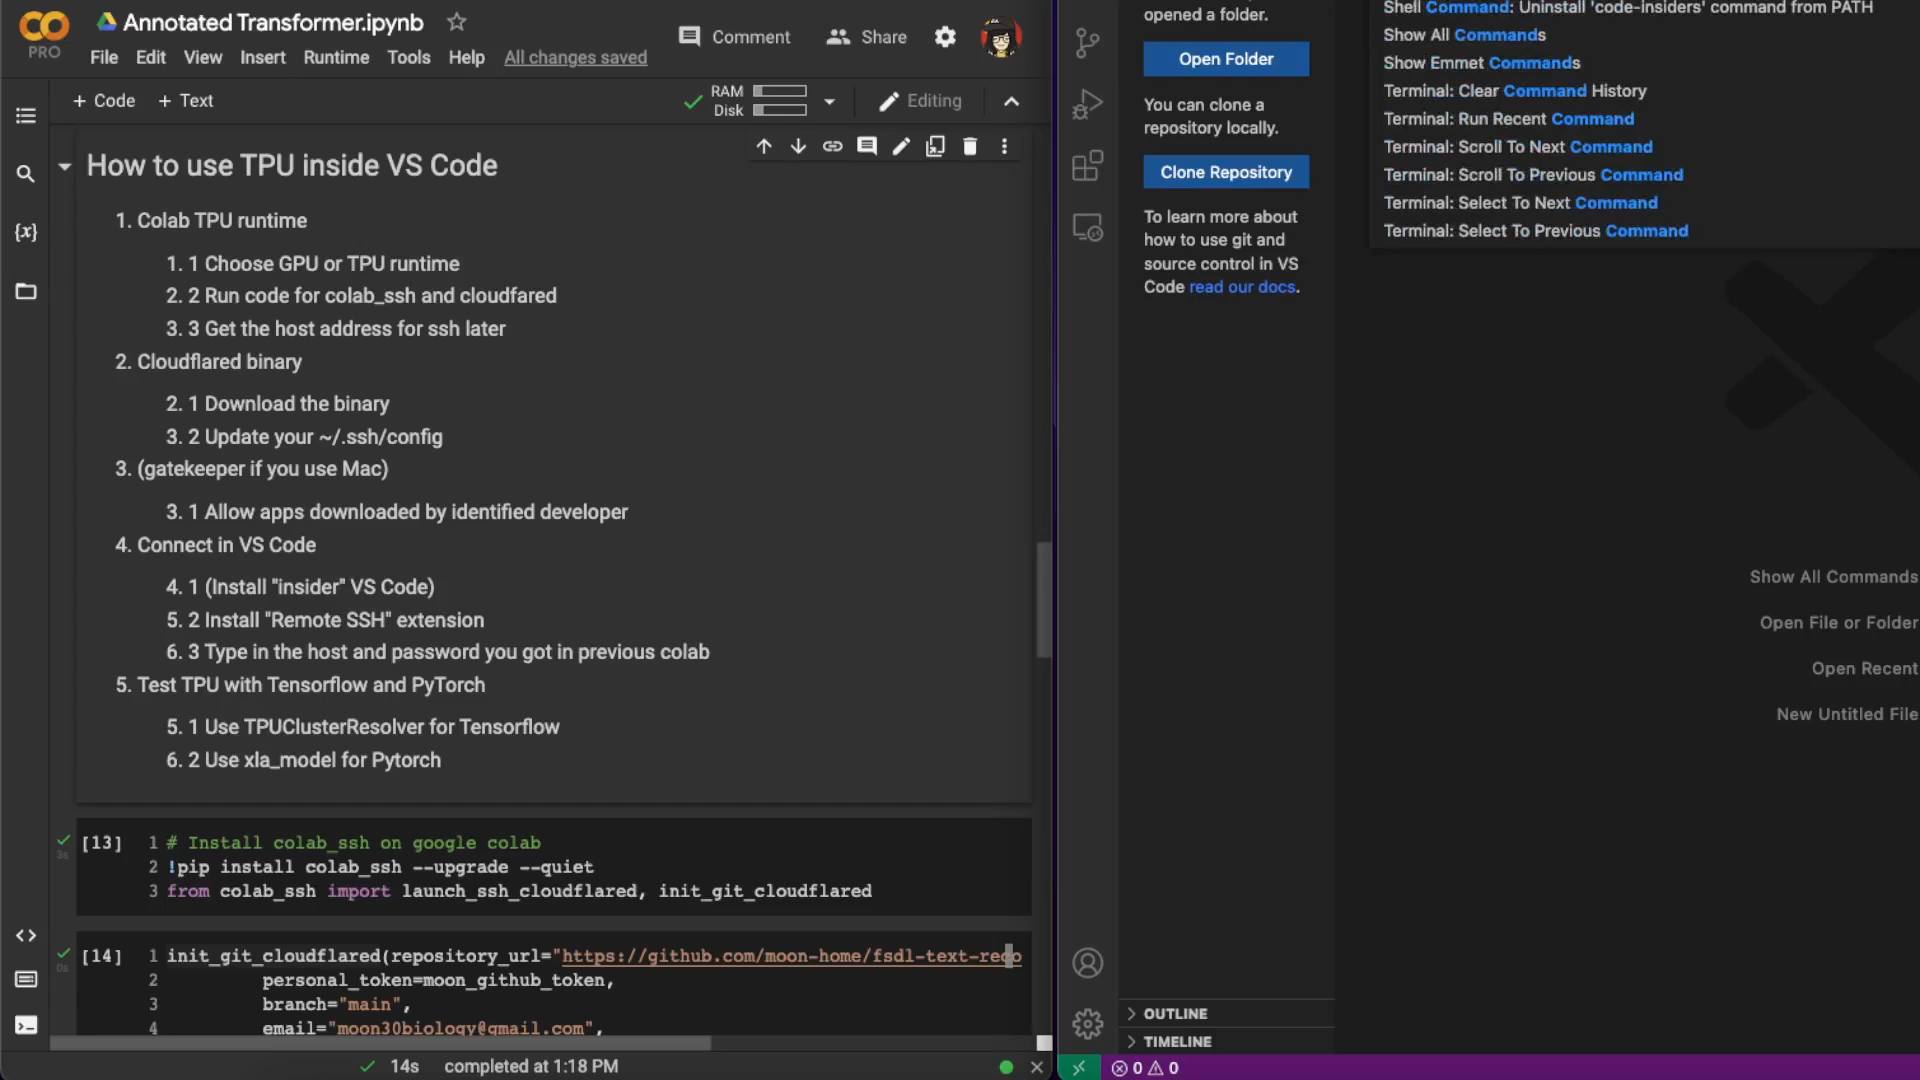 PRO
Annotated Transformer.ipynb
File Edit View Insert Runtime Tools Help All changes saved
Comment Share
+ Code + Text
RAM
Disk
Editing
How to use TPU inside VS Code
1. Colab TPU runtime
1. 1 Choose GPU or TPU runtime
2. 2 Run code for colab_ssh and cloudfared
3. 3 Get the host address for ssh later
2. Cloudflared binary
2. 1 Download the binary
3. 2 Update your ~/.ssh/config
3. (gatekeeper if you use Mac)
3. 1 Allow apps downloaded by identified developer
4. Connect in VS Code
4. 1 (Install "insider" VS Code)
5. 2 Install "Remote SSH" extension
6. 3 Type in the host and password you got in previous colab
5. Test TPU with Tensorflow and PyTorch
5. 1 Use TPUClusterResolver for Tensorflow
6. 2 Use xla_model for Pytorch
3s
[13]
1 # Install colab_ssh on google colab
2 !pip install colab_ssh --upgrade --quiet
3 from colab_ssh import launch_ssh_cloudflared, init_git_cloudflared
0s
[14]
1 init_git_cloudflared(repository_url="https://github.com/moon-home/fsdl-text-reco
2 personal_token=moon_github_token,
3 branch="main",
4 email="moon30biology@gmail.com",
14s completed at 1:18 PM
opened a folder.
Open Folder
You can clone a
repository locally.
Clone Repository
To learn more about
how to use git and
source control in VS
Code read our docs.
OUTLINE
TIMELINE
0 0
Shell Command: Uninstall 'code-insiders' command from PATH
Show All Commands
Show Emmet Commands
Terminal: Clear Command History
Terminal: Run Recent Command
Terminal: Scroll To Next Command
Terminal: Scroll To Previous Command
Terminal: Select To Next Command
Terminal: Select To Previous Command
Show All Commands
Open File or Folder
Open Recent
New Untitled File